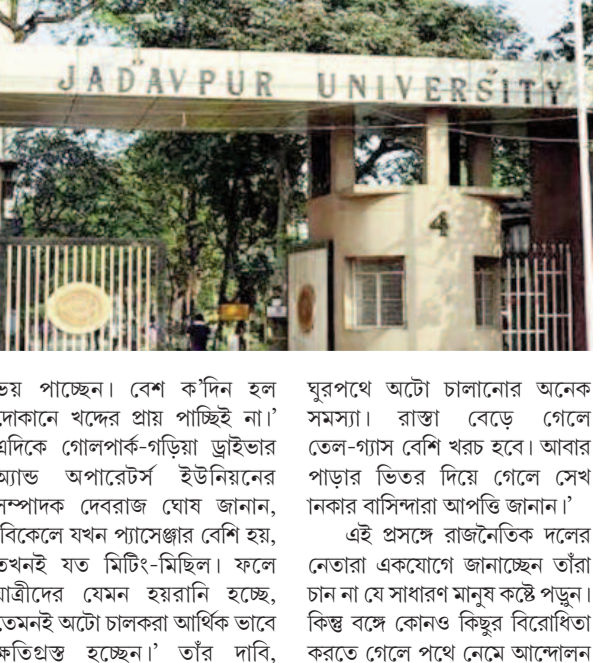 JADAVPUR UNIVERSITY
4
ভয় পাচ্ছেন। বেশ ক'দিন হল
দোকানে খদ্দের প্রায় পাচ্ছিই না।'
এদিকে গোলপার্ক-গড়িয়া ড্রাইভার
অ্যান্ড অপারেটর্স ইউনিয়নের
সম্পাদক দেবরাজ ঘোষ জানান,
'বিকেলে যখন প্যাসেঞ্জার বেশি হয়,
তখনই যত মিটিং-মিছিল। ফলে
যাত্রীদের যেমন হয়রানি হচ্ছে,
তেমনই অটো চালকরা আর্থিক ভাবে
ক্ষতিগ্রস্ত হচ্ছেন।' তাঁর দাবি,
ঘুরপথে অটো চালানোর অনেক
সমস্যা। রাস্তা বেড়ে গেলে
তেল-গ্যাস বেশি খরচ হবে। আবার
পাড়ার ভিতর দিয়ে গেলে সেখ
ানকার বাসিন্দারা আপত্তি জানান।'
এই প্রসঙ্গে রাজনৈতিক দলের
নেতারা একযোগে জানাচ্ছেন তাঁরা
চান না যে সাধারণ মানুষ কষ্টে পড়ুন।
কিন্তু বঙ্গে কোনও কিছুর বিরোধিতা
করতে গেলে পথে নেমে আন্দোলন